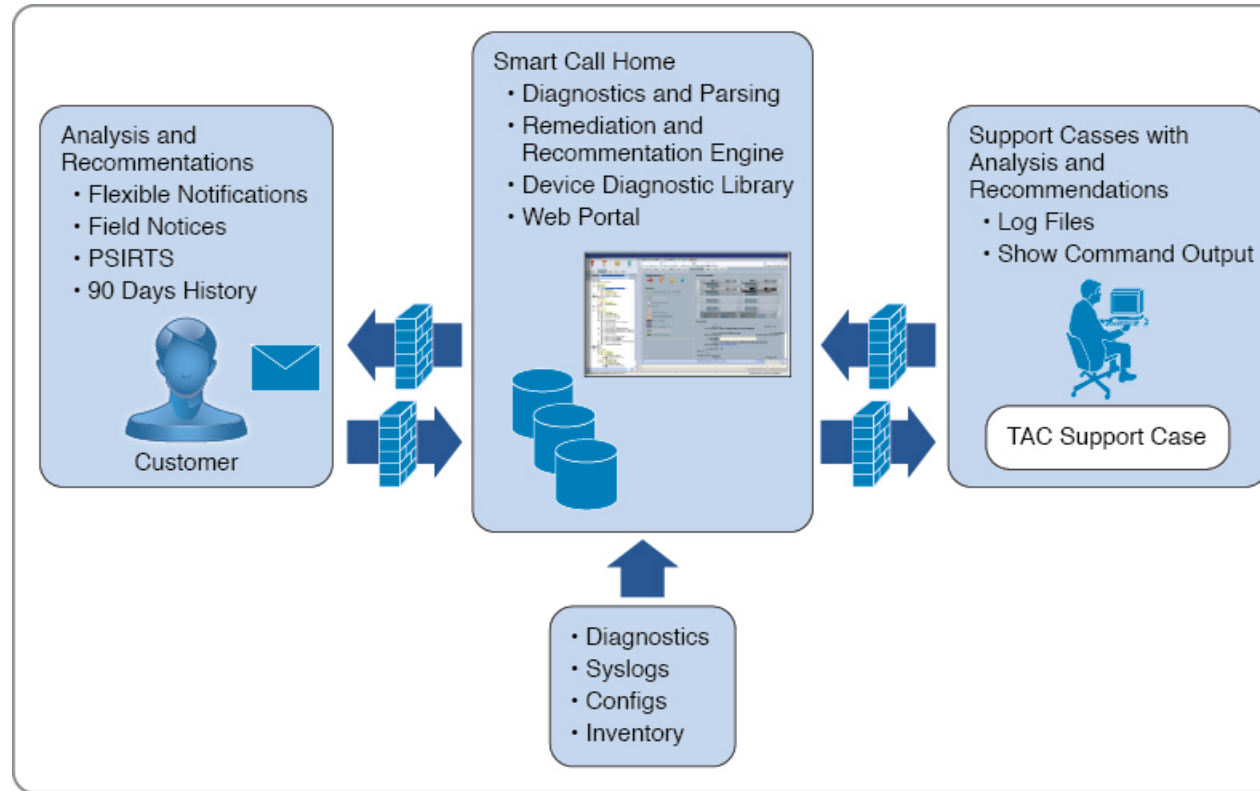 Analysis and
Recommentations
• Flexible Notifications
• Field Notices
• PSIRTS
• 90 Days History
Customer
Smart Call Home
• Diagnostics and Parsing
• Remediation and
Recommentation Engine
• Device Diagnostic Library
• Web Portal
Support Casses with
Analysis and
Recommendations
• Log Files
• Show Command Output
TAC Support Case
• Diagnostics
• Syslogs
• Configs
• Inventory